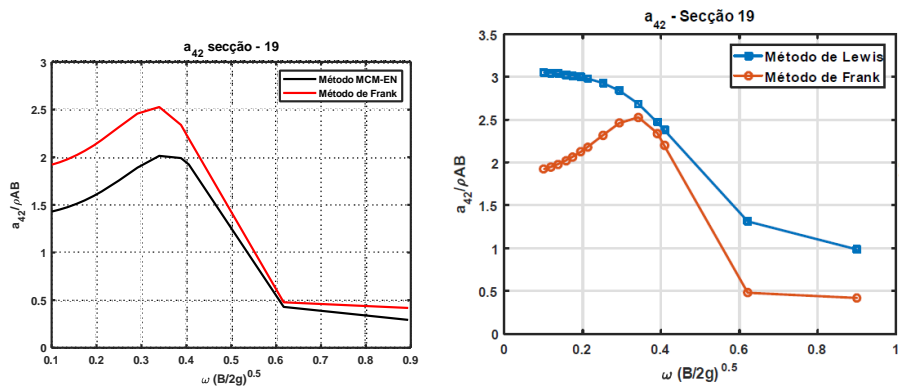 a₄₂ secção - 19
Método MCM-EN
Método de Frank
3
2.5
2
1.5
1
0.5
0
0.1 0.2 0.3 0.4 0.5 0.6 0.7 0.8 0.9
a₄₂/ρAB
ω (B/2g)^0.5
a₄₂ - Secção 19
Método de Lewis
Método de Frank
3.5
3
2.5
2
1.5
1
0.5
0
0 0.2 0.4 0.6 0.8 1
a₄₂/ρAB
ω (B/2g)^0.5